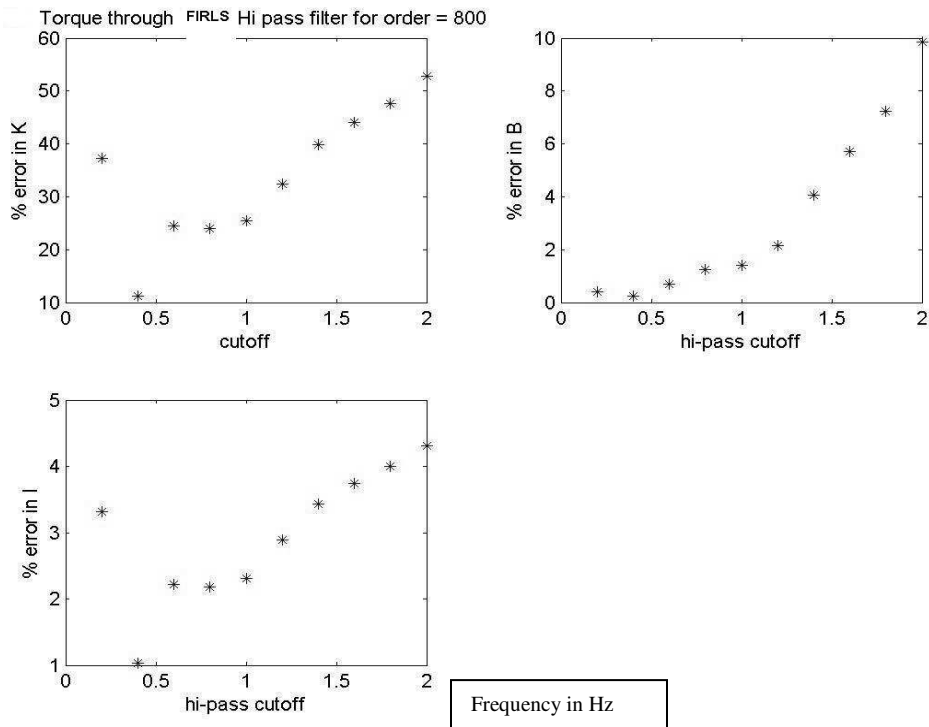 Torque through FIRLS Hi pass filter for order = 800
60
50
40
30
20
10
% error in K
0 0.5 1 1.5 2
cutoff
10
8
6
4
2
0
% error in B
0 0.5 1 1.5 2
hi-pass cutoff
5
4
3
2
1
% error in I
0 0.5 1 1.5 2
hi-pass cutoff
Frequency in Hz